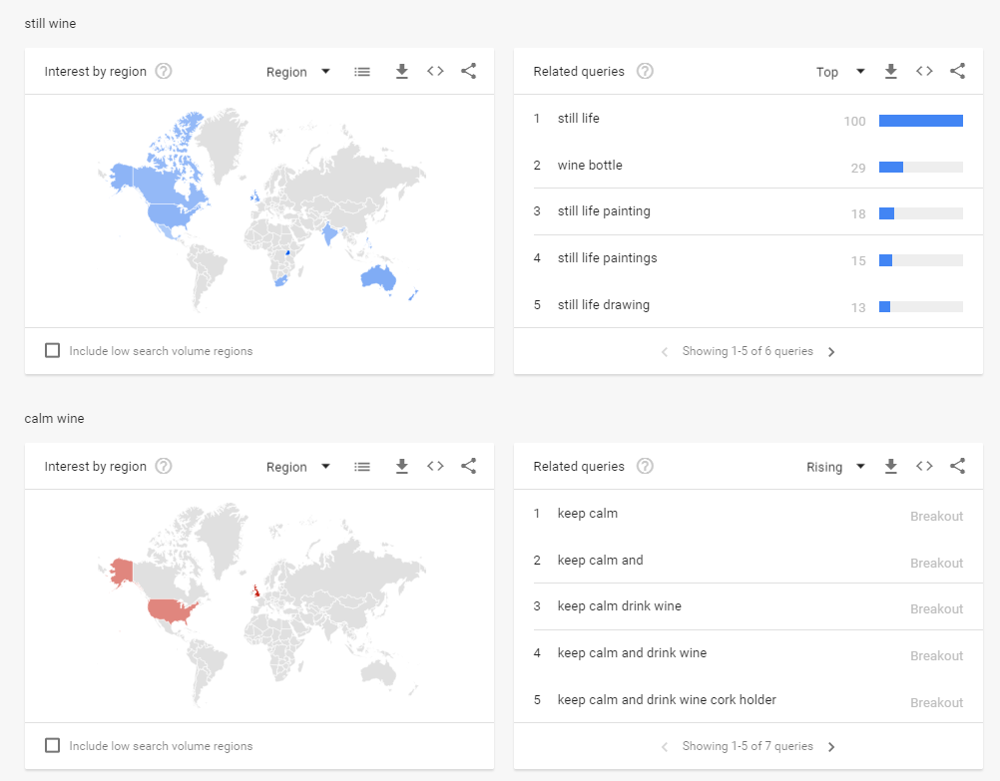 still wine
Interest by region ? Region
Related queries ? Top
1 still life 100
2 wine bottle 29
3 still life painting 18
4 still life paintings 15
5 still life drawing 13
Include low search volume regions
Showing 1-5 of 6 queries
calm wine
Interest by region ? Region
Related queries ? Rising
1 keep calm Breakout
2 keep calm and Breakout
3 keep calm drink wine Breakout
4 keep calm and drink wine Breakout
5 keep calm and drink wine cork holder Breakout
Include low search volume regions
Showing 1-5 of 7 queries